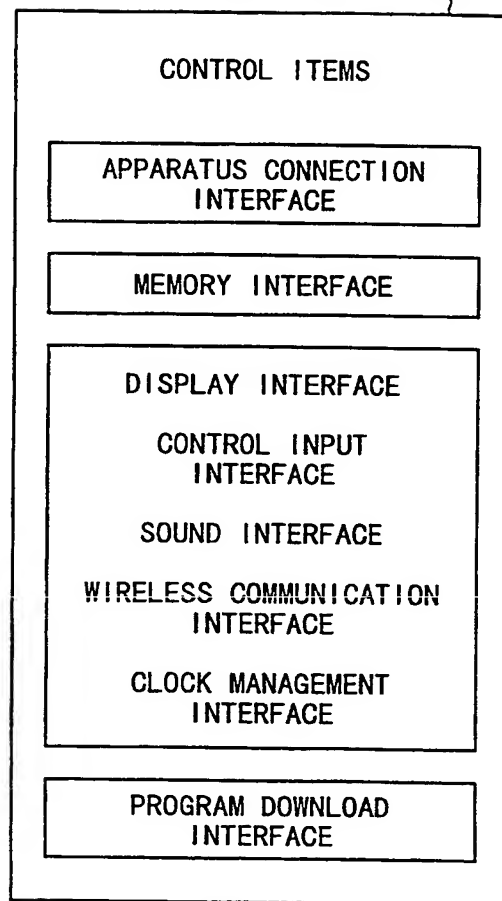 CONTROL ITEMS
APPARATUS CONNECTION
INTERFACE
MEMORY INTERFACE
DISPLAY INTERFACE
CONTROL INPUT
INTERFACE
SOUND INTERFACE
WIRELESS COMMUNICATION
INTERFACE
CLOCK MANAGEMENT
INTERFACE
PROGRAM DOWNLOAD
INTERFACE